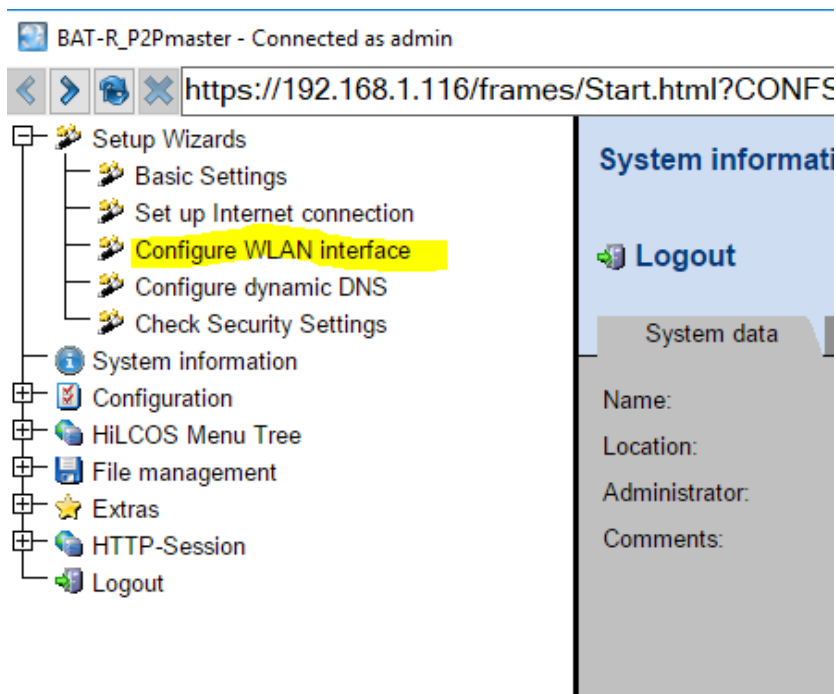 BAT-R_P2Pmaster - Connected as admin
https://192.168.1.116/frames/Start.html?CONFS
Setup Wizards
Basic Settings
Set up Internet connection
Configure WLAN interface
Configure dynamic DNS
Check Security Settings
System information
Configuration
HiLCOS Menu Tree
File management
Extras
HTTP-Session
Logout
System informati
Logout
System data
Name:
Location:
Administrator:
Comments: